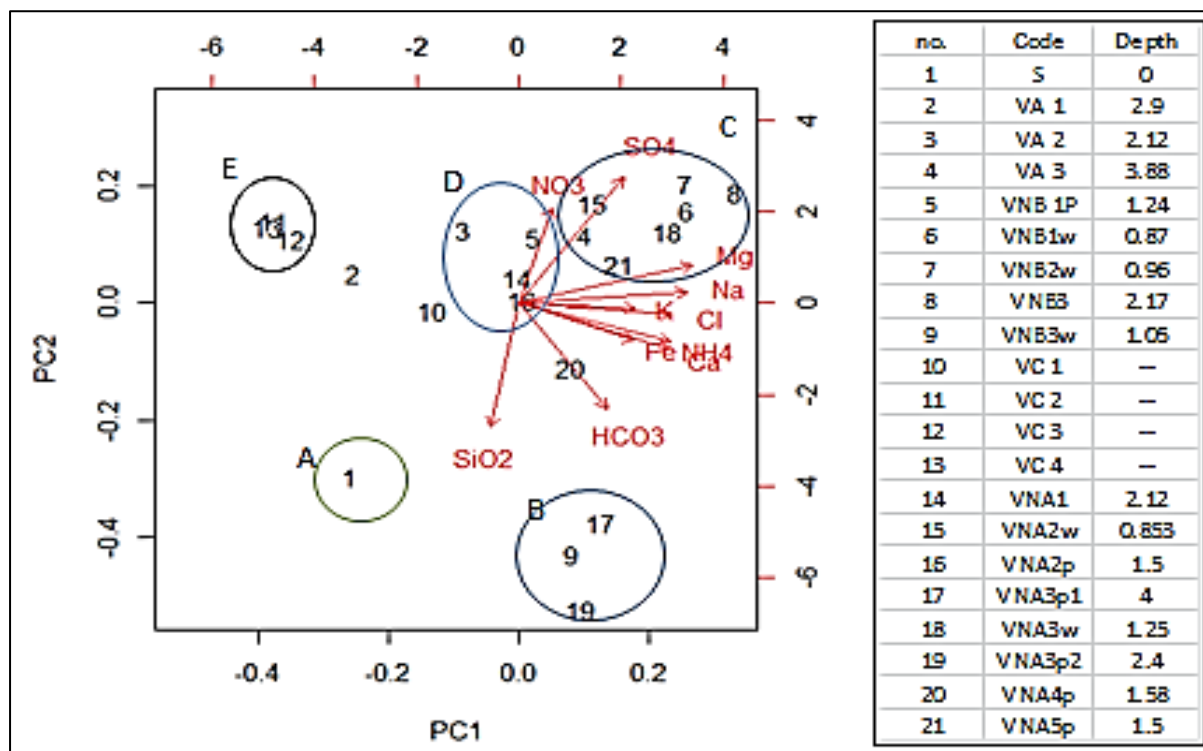 -6 -4 -2 0 2 4
E
D
C
A
B
SO4
NO3
Mg
Na
K
Cl
Fe NH4
Ca
HCO3
SiO2
1
2
3
4
5
6
7
8
9
10
11
12
13
14
15
16
17
18
19
20
21
4
2
0
-2
-4
-6
0.2
0.0
-0.2
-0.4
PC2
-0.4 -0.2 0.0 0.2
PC1
no. Code Depth
1 S 0
2 VA 1 2.9
3 VA 2 2.12
4 VA 3 3.88
5 VNB 1P 1.24
6 VNB1w 0.87
7 VNB2w 0.96
8 VNB3 2.17
9 VNB3w 1.05
10 VC 1 —
11 VC 2 —
12 VC 3 —
13 VC 4 —
14 VNA1 2.12
15 VNA2w 0.853
16 VNA2p 1.5
17 VNA3p1 4
18 VNA3w 1.25
19 VNA3p2 2.4
20 VNA4p 1.58
21 VNA5p 1.5